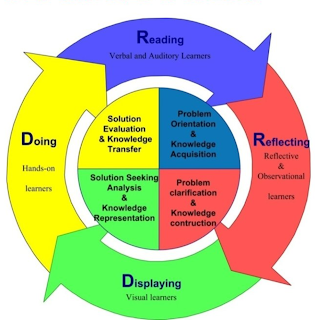 Reading
Verbal and Auditory Learners
Reflecting
Reflective
&
Observational
learners
Displaying
Visual learners
Doing
Hands-on
learners
Solution
Evaluation
& Knowledge
Transfer
Problem
Orientation
&
Knowledge
Acquisition
Solution Seeking
Analysis
&
Knowledge
Representation
Problem
clarification
&
Knowledge
contruction